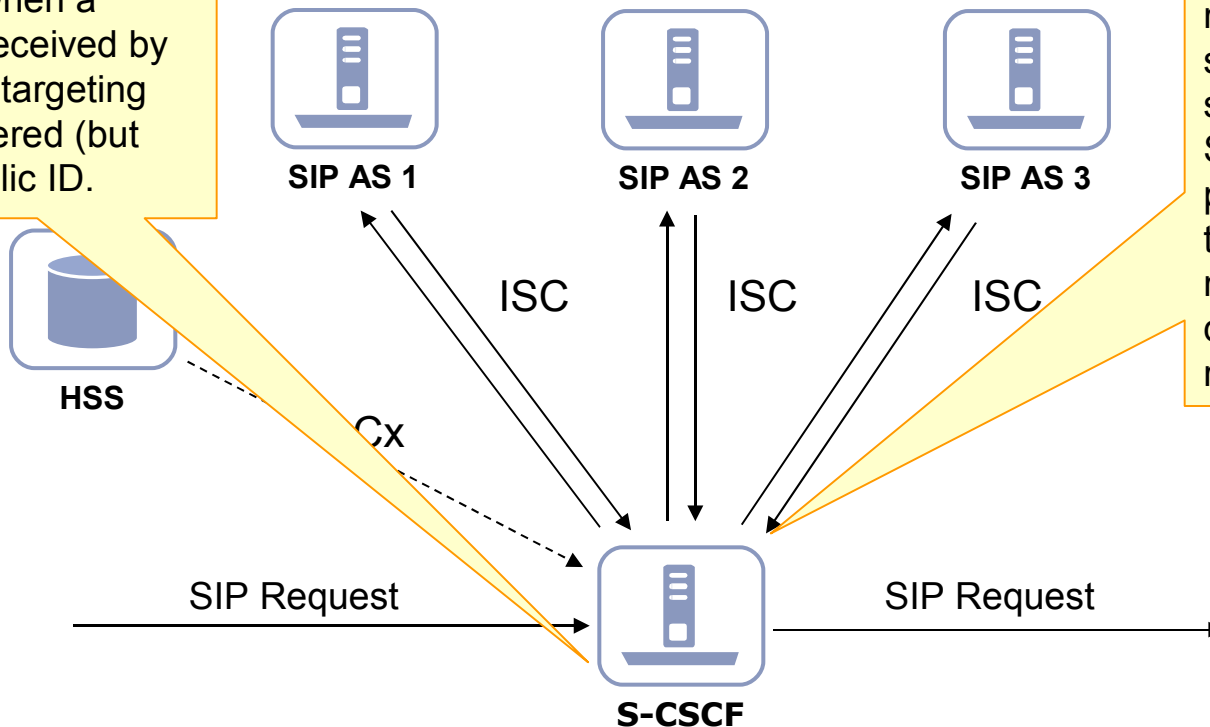 eceived by
targeting
ered (but
lic ID.
SIP AS 1
SIP AS 2
SIP AS 3
ISC
ISC
ISC
HSS
Cx
SIP Request
SIP Request
S-CSCF